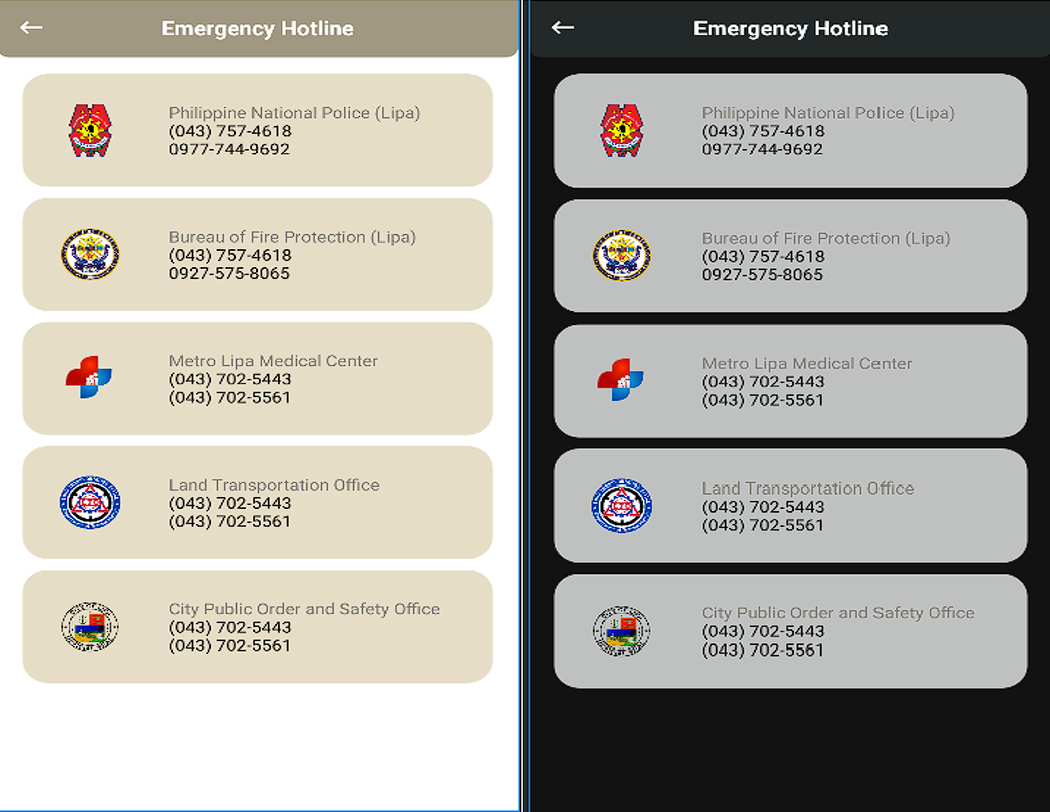 Emergency Hotline
Philippine National Police (Lipa)
(043) 757-4618
0977-744-9692
Bureau of Fire Protection (Lipa)
(043) 757-4618
0927-575-8065
Metro Lipa Medical Center
(043) 702-5443
(043) 702-5561
Land Transportation Office
(043) 702-5443
(043) 702-5561
City Public Order and Safety Office
(043) 702-5443
(043) 702-5561
Emergency Hotline
Philippine National Police (Lipa)
(043) 757-4618
0977-744-9692
Bureau of Fire Protection (Lipa)
(043) 757-4618
0927-575-8065
Metro Lipa Medical Center
(043) 702-5443
(043) 702-5561
Land Transportation Office
(043) 702-5443
(043) 702-5561
City Public Order and Safety Office
(043) 702-5443
(043) 702-5561